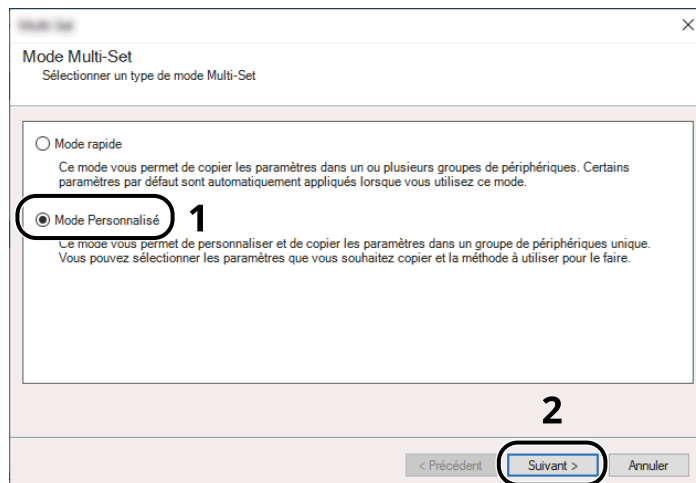 Mode Multi-Set
Sélectionner un type de mode Multi-Set
Mode rapide
Ce mode vous permet de copier les paramètres dans un ou plusieurs groupes de périphériques. Certains
paramètres par défaut sont automatiquement appliqués lorsque vous utilisez ce mode.
Mode Personnalisé 1
Ce mode vous permet de personnaliser et de copier les paramètres dans un groupe de périphériques unique.
Vous pouvez sélectionner les paramètres que vous souhaitez copier et la méthode à utiliser pour le faire.
2
< Précédent Suivant > Annuler